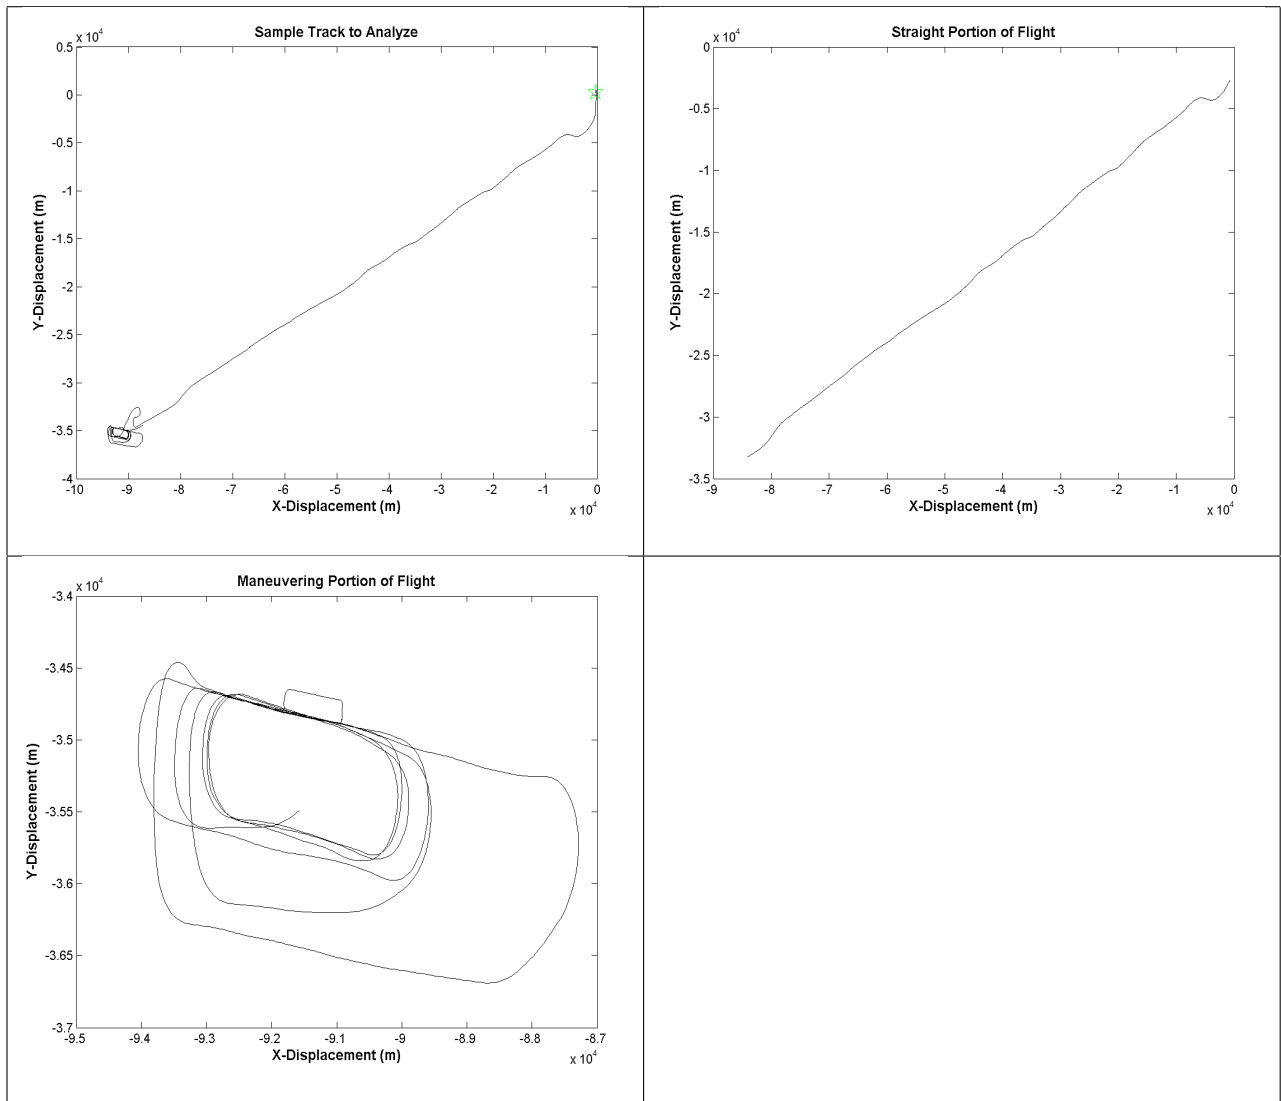 Sample Track to Analyze
x 10^4
0.5
0
-0.5
-1
-1.5
-2
-2.5
-3
-3.5
-4
Y-Displacement (m)
-10 -9 -8 -7 -6 -5 -4 -3 -2 -1 0
X-Displacement (m)
x 10^4
Straight Portion of Flight
x 10^4
0
-0.5
-1
-1.5
-2
-2.5
-3
-3.5
Y-Displacement (m)
-9 -8 -7 -6 -5 -4 -3 -2 -1 0
X-Displacement (m)
x 10^4
Maneuvering Portion of Flight
x 10^4
-3.4
-3.45
-3.5
-3.55
-3.6
-3.65
-3.7
Y-Displacement (m)
-9.5 -9.4 -9.3 -9.2 -9.1 -9 -8.9 -8.8 -8.7
X-Displacement (m)
x 10^4